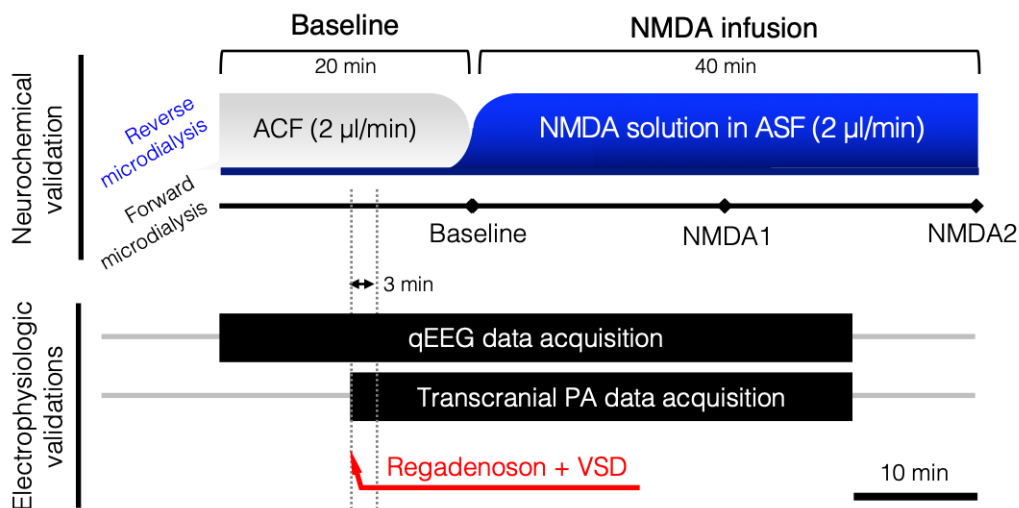 Baseline
NMDA infusion
20 min
40 min
Neurochemical
validation
Reverse
microdialysis
ACF (2 µl/min)
NMDA solution in ASF (2 µl/min)
Forward
microdialysis
Baseline
NMDA1
NMDA2
3 min
Electrophysiologic
validations
qEEG data acquisition
Transcranial PA data acquisition
Regadenoson + VSD
10 min